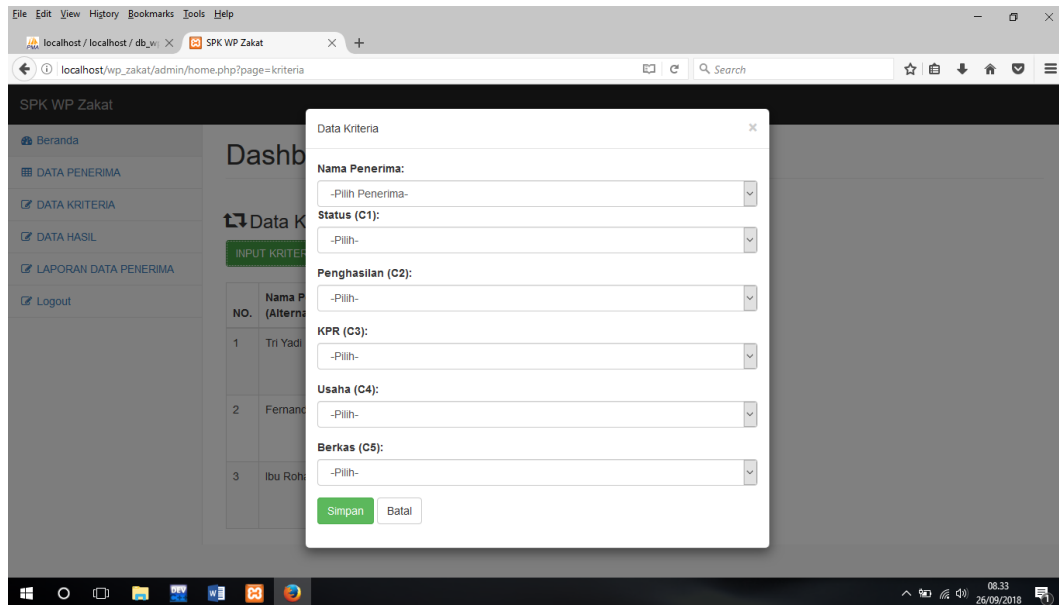 File Edit View History Bookmarks Tools Help
localhost / localhost / db_w
SPK WP Zakat
localhost/wp_zakat/admin/home.php?page=kriteria
Search
SPK WP Zakat
Beranda
DATA PENERIMA
DATA KRITERIA
DATA HASIL
LAPORAN DATA PENERIMA
Logout
Dashb
Data K
INPUT KRITER
NO.
Nama P
(Alterna
1 Tri Yadi
2 Fernand
3 Ibu Roha
Data Kriteria
Nama Penerima:
-Pilih Penerima-
Status (C1):
-Pilih-
Penghasilan (C2):
-Pilih-
KPR (C3):
-Pilih-
Usaha (C4):
-Pilih-
Berkas (C5):
-Pilih-
Simpan Batal
DEV
08.33
26/09/2018